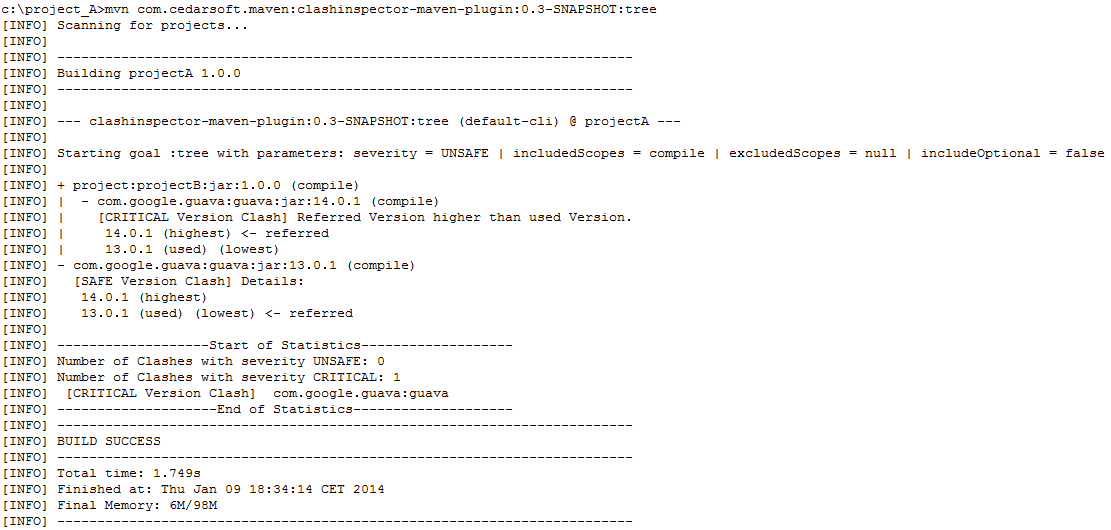 c:\project_A>mvn com.cedarsoft.maven:clashinspector-maven-plugin:0.3-SNAPSHOT:tree
[INFO] Scanning for projects...
[INFO]
[INFO] ------------------------------------------------------------------------
[INFO] Building projectA 1.0.0
[INFO] ------------------------------------------------------------------------
[INFO]
[INFO] --- clashinspector-maven-plugin:0.3-SNAPSHOT:tree (default-cli) @ projectA ---
[INFO]
[INFO] Starting goal :tree with parameters: severity = UNSAFE | includedScopes = compile | excludedScopes = null | includeOptional = false
[INFO]
[INFO] + project:projectB:jar:1.0.0 (compile)
[INFO] |  - com.google.guava:guava:jar:14.0.1 (compile)
[INFO] |    [CRITICAL Version Clash] Referred Version higher than used Version.
[INFO] |     14.0.1 (highest) <- referred
[INFO] |     13.0.1 (used) (lowest)
[INFO] - com.google.guava:guava:jar:13.0.1 (compile)
[INFO]   [SAFE Version Clash] Details:
[INFO]    14.0.1 (highest)
[INFO]    13.0.1 (used) (lowest) <- referred
[INFO]
[INFO] -------------------Start of Statistics-------------------
[INFO] Number of Clashes with severity UNSAFE: 0
[INFO] Number of Clashes with severity CRITICAL: 1
[INFO]  [CRITICAL Version Clash]  com.google.guava:guava
[INFO] --------------------End of Statistics--------------------
[INFO] ------------------------------------------------------------------------
[INFO] BUILD SUCCESS
[INFO] ------------------------------------------------------------------------
[INFO] Total time: 1.749s
[INFO] Finished at: Thu Jan 09 18:34:14 CET 2014
[INFO] Final Memory: 6M/98M
[INFO] ------------------------------------------------------------------------